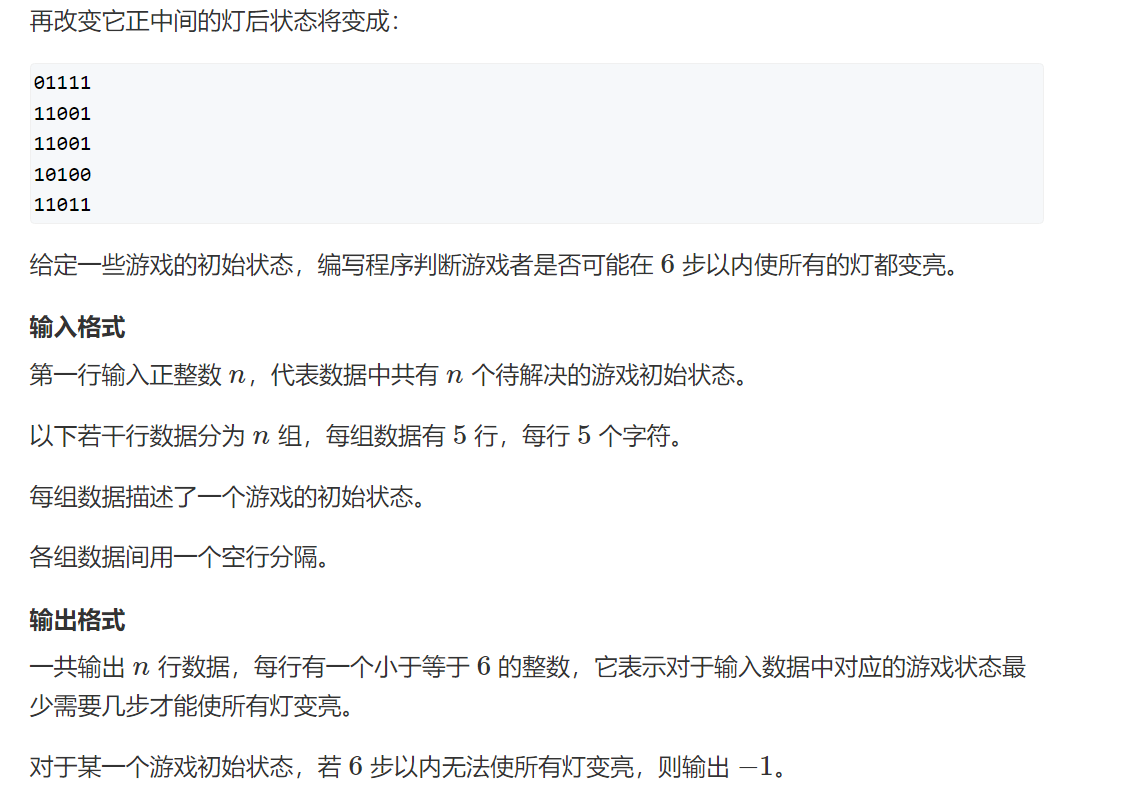 再改变它正中间的灯后状态将变成：
01111
11001
11001
10100
11011
给定一些游戏的初始状态，编写程序判断游戏者是否可能在 6 步以内使所有的灯都变亮。
输入格式
第一行输入正整数 n，代表数据中共有 n 个待解决的游戏初始状态。
以下若干行数据分为 n 组，每组数据有 5 行，每行 5 个字符。
每组数据描述了一个游戏的初始状态。
各组数据间用一个空行分隔。
输出格式
一共输出 n 行数据，每行有一个小于等于 6 的整数，它表示对于输入数据中对应的游戏状态最
少需要几步才能使所有灯变亮。
对于某一个游戏初始状态，若 6 步以内无法使所有灯变亮，则输出 −1。